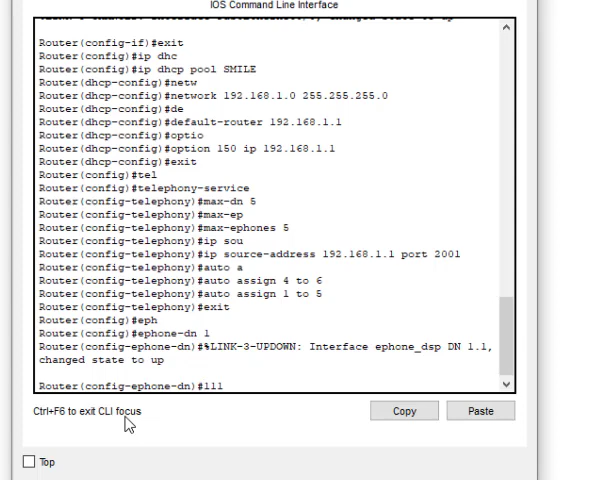 IOS Command Line Interface
Router(config-if)#exit
Router(config)#ip dhc
Router(config)#ip dhcp pool SMILE
Router(dhcp-config)#netw
Router(dhcp-config)#network 192.168.1.0 255.255.255.0
Router(dhcp-config)#de
Router(dhcp-config)#default-router 192.168.1.1
Router(dhcp-config)#optio
Router(dhcp-config)#option 150 ip 192.168.1.1
Router(dhcp-config)#exit
Router(config)#tel
Router(config)#telephony-service
Router(config-telephony)#max-dn 5
Router(config-telephony)#max-ep
Router(config-telephony)#max-ephones 5
Router(config-telephony)#ip sou
Router(config-telephony)#ip source-address 192.168.1.1 port 2001
Router(config-telephony)#auto a
Router(config-telephony)#auto assign 4 to 6
Router(config-telephony)#auto assign 1 to 5
Router(config-telephony)#exit
Router(config)#eph
Router(config)#ephone-dn 1
Router(config-ephone-dn)#%LINK-3-UPDOWN: Interface ephone_dsp DN 1.1,
changed state to up
Router(config-ephone-dn)#111
Ctrl+F6 to exit CLI focus
Copy
Paste
Top